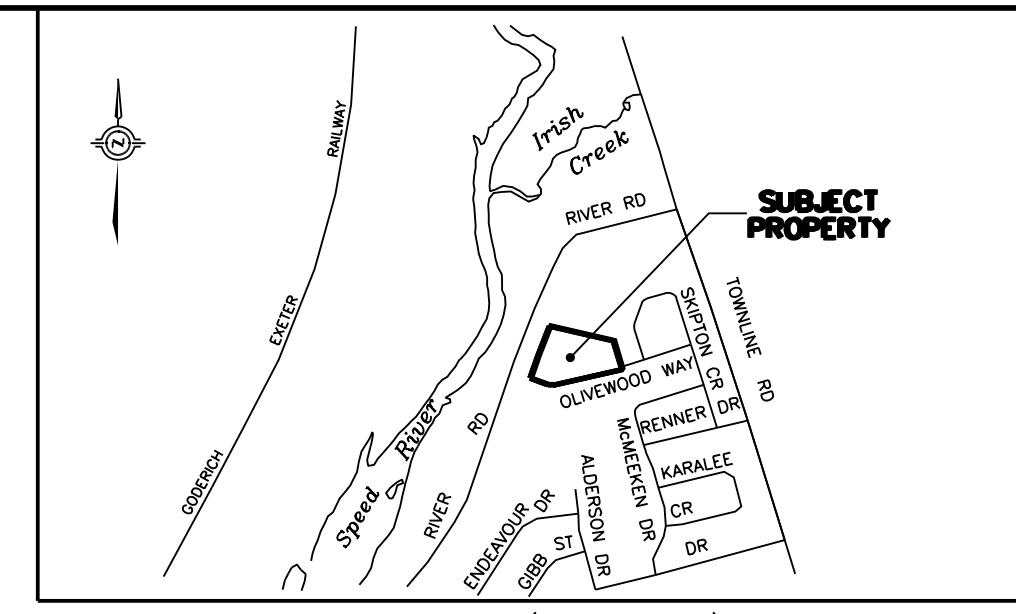 Irish
Creek
RAILWAY
EXETER
GODERICH
N
RIVER RD
SUBJECT
PROPERTY
TOWNLINE RD
SKIPTON CR
OLIVEWOOD WAY
RENNER DR
McMEEKEN DR
KARALEE
CR
DR
ALDERSON DR
ENDEAVOUR DR
GIBB ST
RIVER RD
Speed River